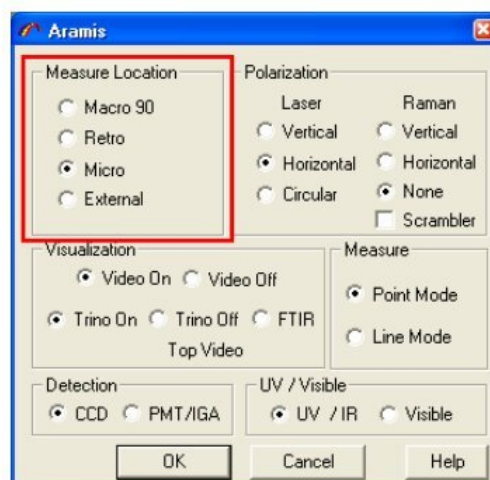 Aramis
Measure Location
Macro 90
Retro
Micro
External
Polarization
Laser
Vertical
Horizontal
Circular
Raman
Vertical
Horizontal
None
Scrambler
Visualization
Video On Video Off
Trino On Trino Off FTIR
Top Video
Measure
Point Mode
Line Mode
Detection
CCD PMT/IGA
UV / Visible
UV / IR Visible
OK Cancel Help